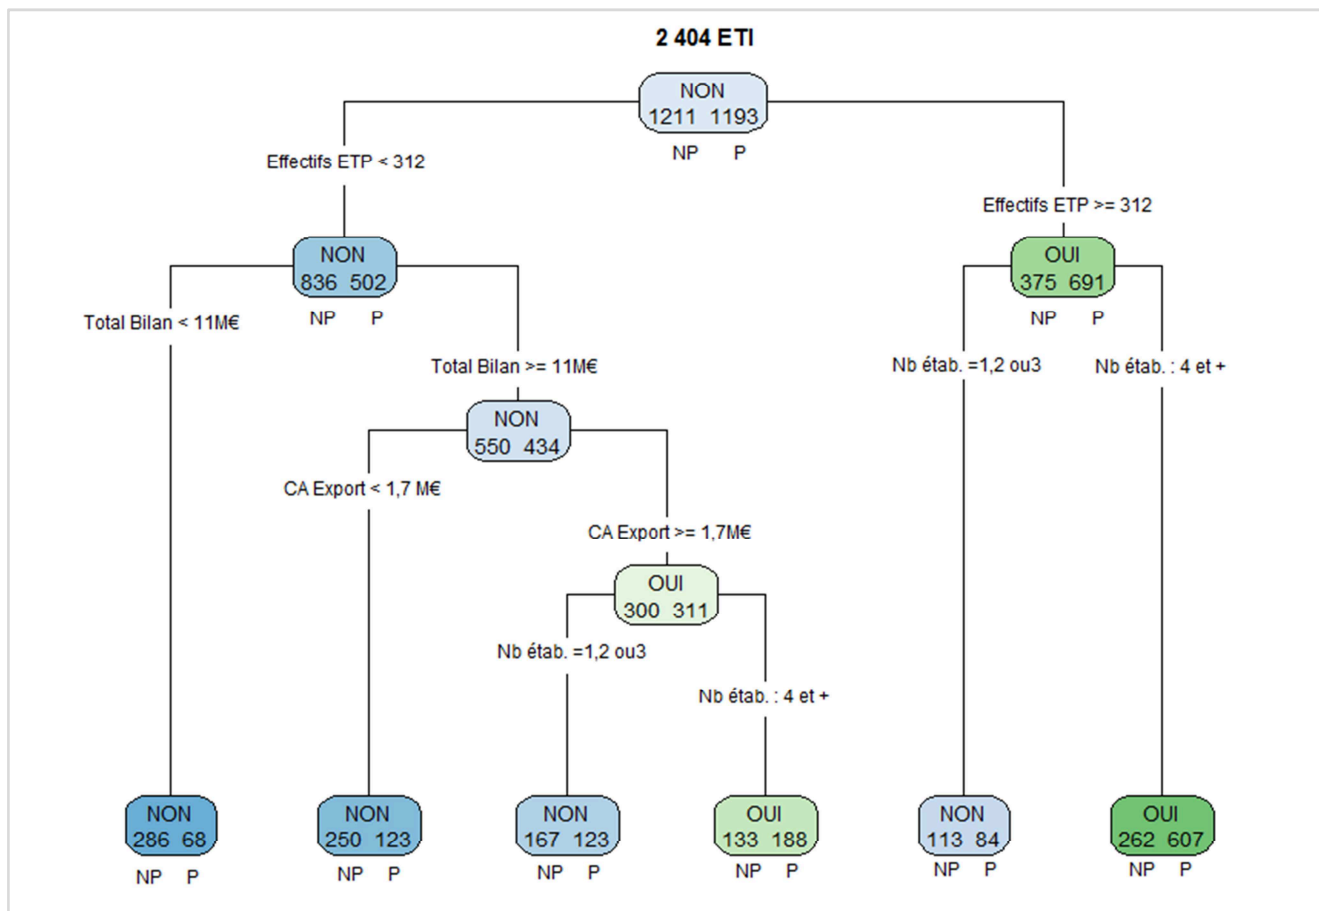 2 404 ETI
NON
1211 1193
NP P
Effectifs ETP < 312
Effectifs ETP >= 312
NON
836 502
NP P
OUI
375 691
NP P
Total Bilan < 11M€
Total Bilan >= 11M€
Nb étab. =1,2 ou3
Nb étab. : 4 et +
NON
550 434
CA Export < 1,7 M€
CA Export >= 1,7M€
OUI
300 311
Nb étab. =1,2 ou3
Nb étab. : 4 et +
NON
286 68
NP P
NON
250 123
NP P
NON
167 123
NP P
OUI
133 188
NP P
NON
113 84
NP P
OUI
262 607
NP P